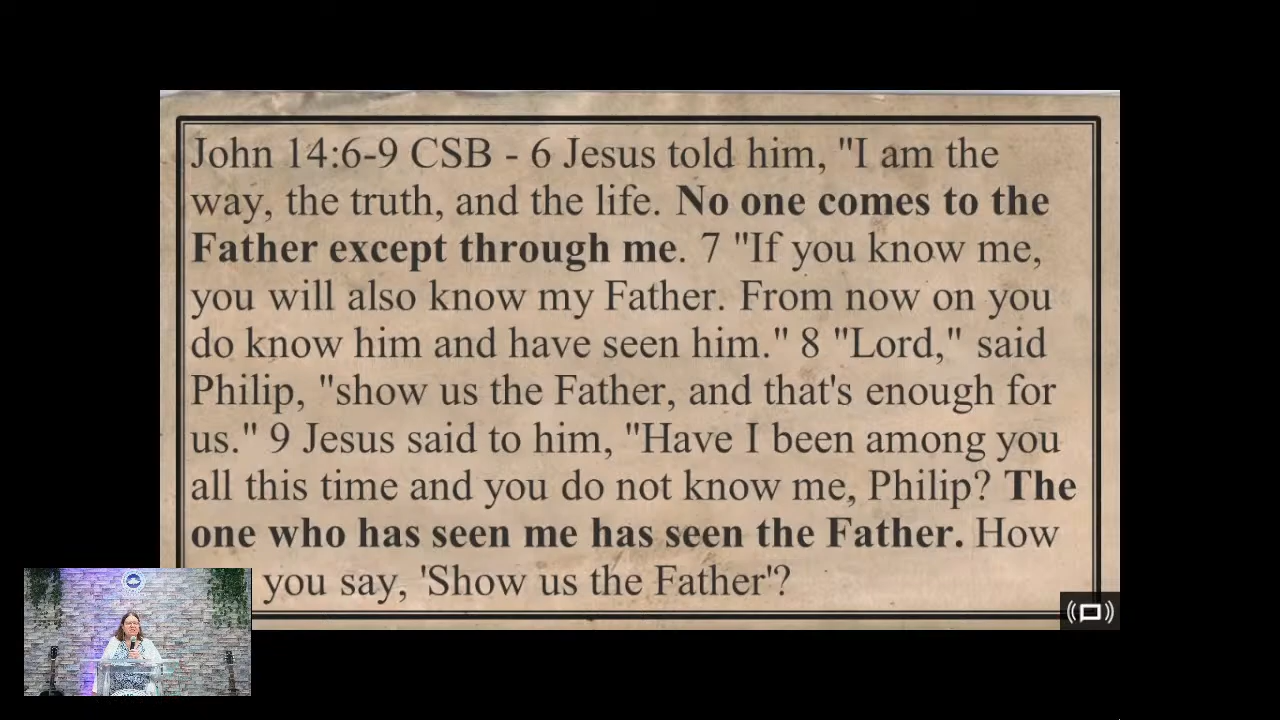 John 14:6-9 CSB - 6 Jesus told him, "I am the
way, the truth, and the life. No one comes to the
Father except through me. 7 "If you know me,
you will also know my Father. From now on you
do know him and have seen him." 8 "Lord," said
Philip, "show us the Father, and that's enough for
us." 9 Jesus said to him, "Have I been among you
all this time and you do not know me, Philip? The
one who has seen me has seen the Father. How
you say, 'Show us the Father'?